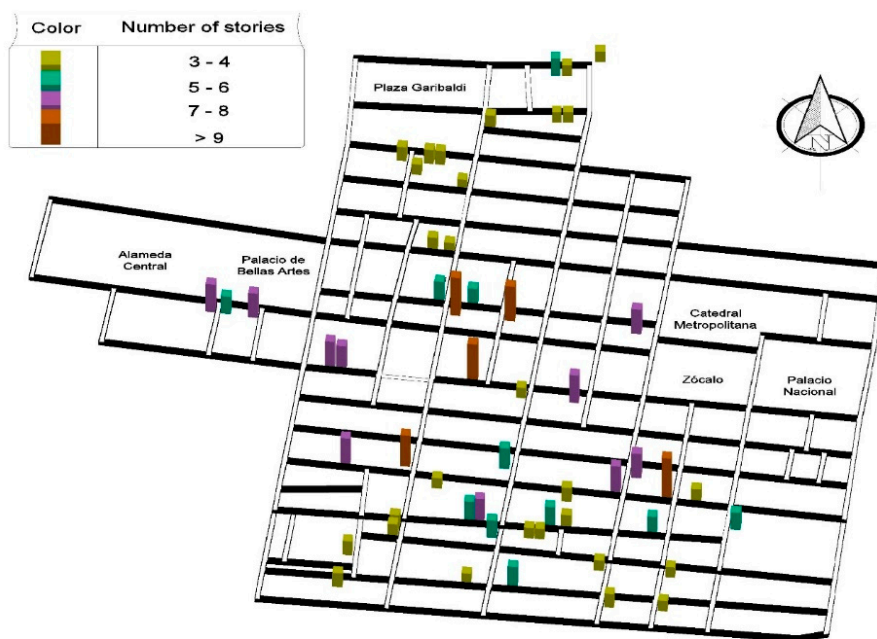 Color
Number of stories
3 - 4
5 - 6
7 - 8
> 9
Plaza Garibaldi
N
Alameda
Central
Palacio de
Bellas Artes
Catedral
Metropolitana
Zócalo
Palacio
Nacional